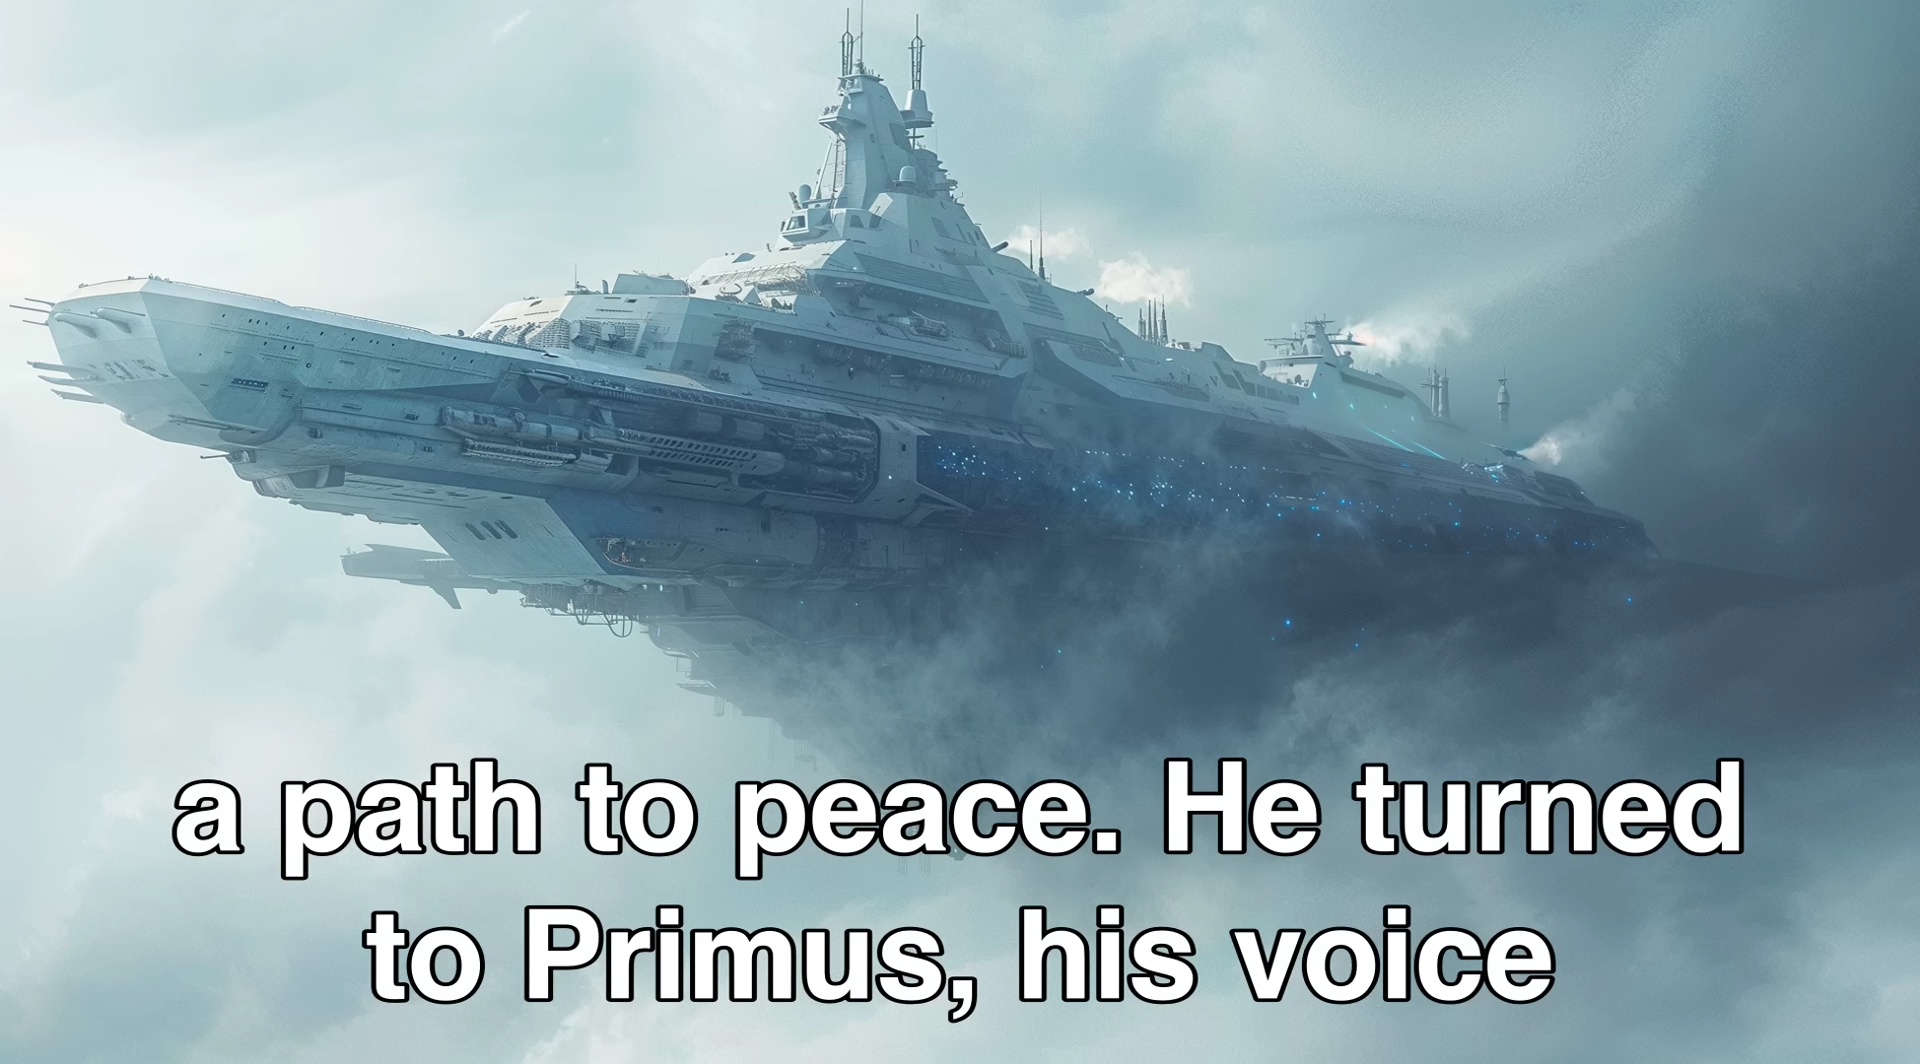 a path to peace. He turned
to Primus, his voice